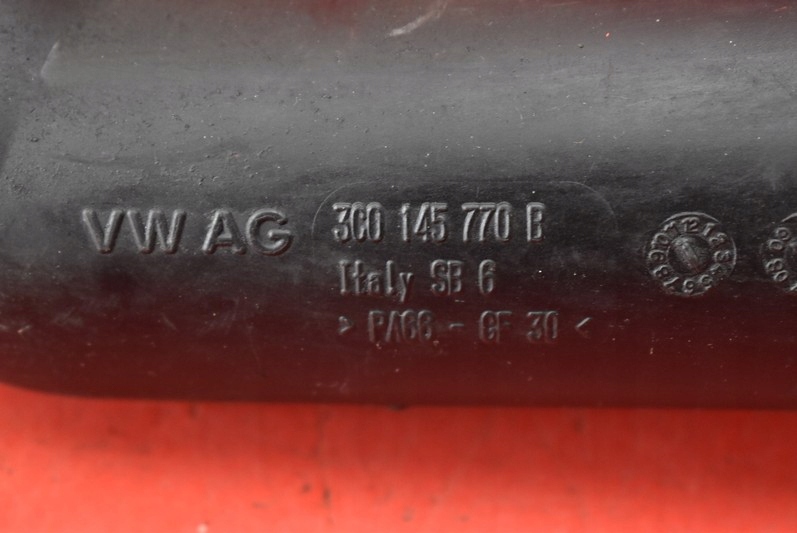 VW AG
3C0 145 770 B
Italy SB 6
> PA66 - GF 30 <